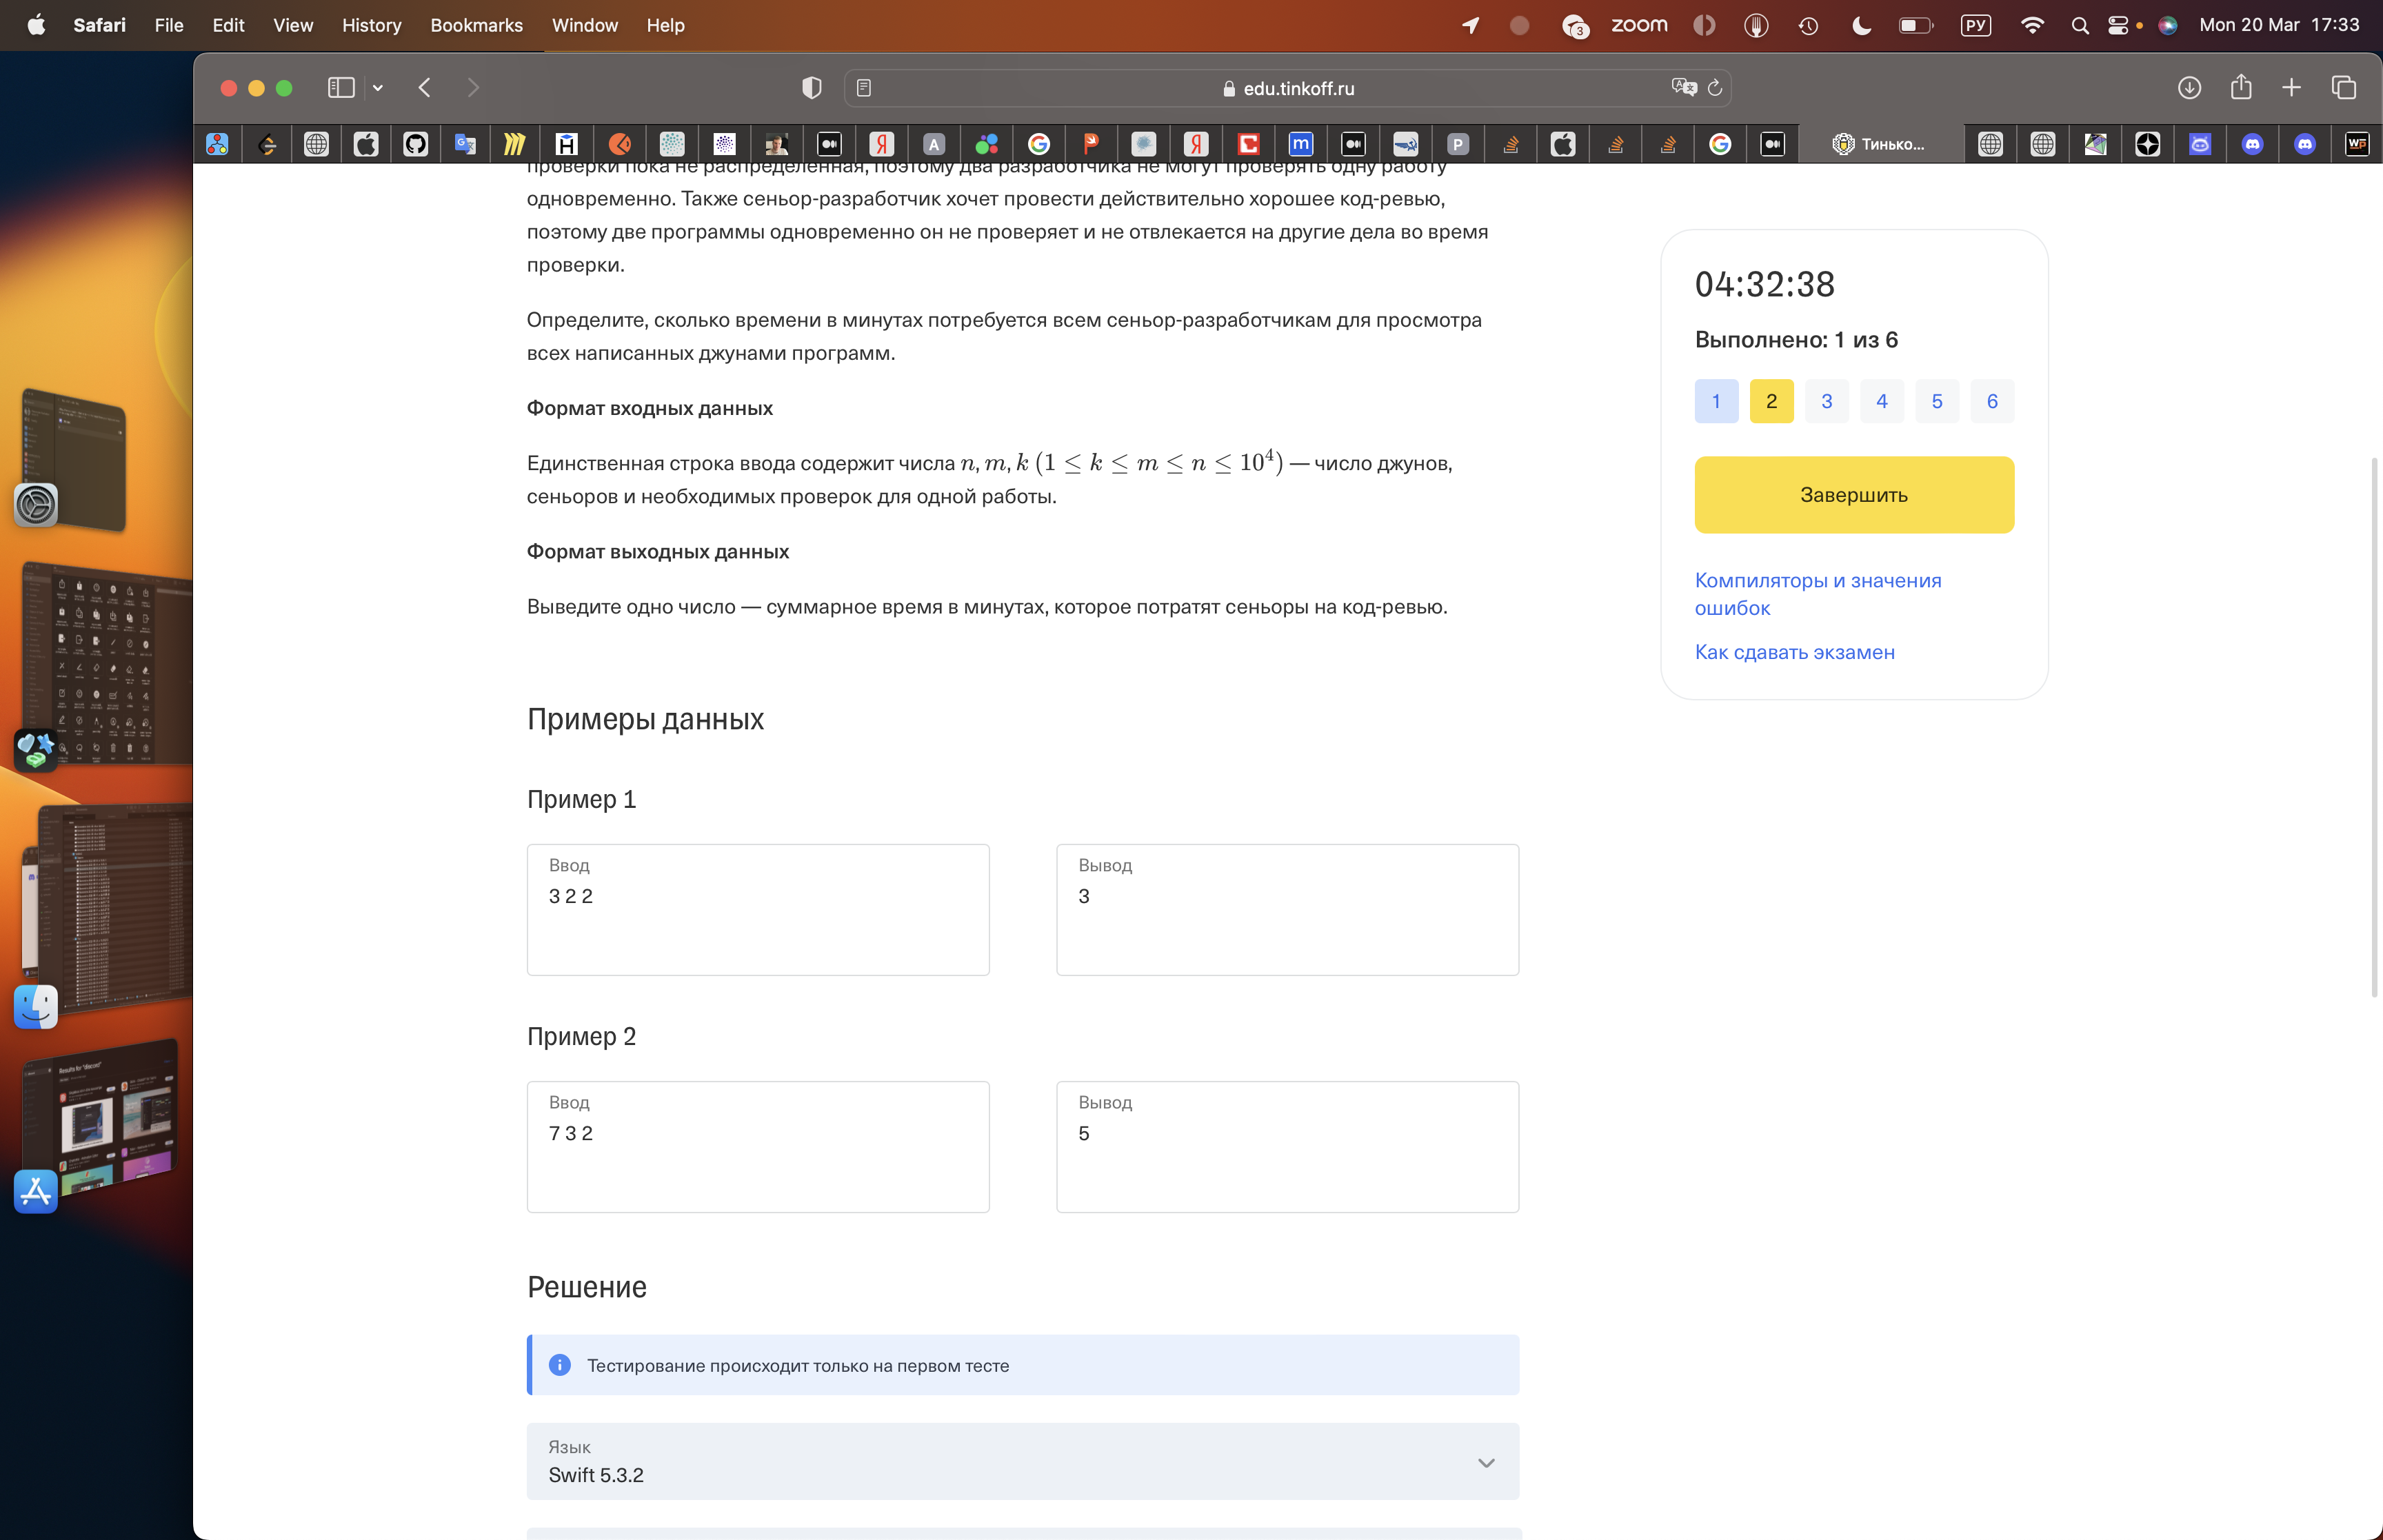 Safari File Edit View History Bookmarks Window Help
3 zoom РУ Mon 20 Mar 17:33
edu.tinkoff.ru
Тинько...
проверки пока не распределенная, поэтому два разработчика не могут проверять одну работу
одновременно. Также сеньор-разработчик хочет провести действительно хорошее код-ревью,
поэтому две программы одновременно он не проверяет и не отвлекается на другие дела во время
проверки.
Определите, сколько времени в минутах потребуется всем сеньор-разработчикам для просмотра
всех написанных джунами программ.
Формат входных данных
Единственная строка ввода содержит числа n, m, k (1 ≤ k ≤ m ≤ n ≤ 10⁴) — число джунов,
сеньоров и необходимых проверок для одной работы.
Формат выходных данных
Выведите одно число — суммарное время в минутах, которое потратят сеньоры на код-ревью.
Примеры данных
Пример 1
Ввод
3 2 2
Вывод
3
Пример 2
Ввод
7 3 2
Вывод
5
Решение
Тестирование происходит только на первом тесте
Язык
Swift 5.3.2
04:32:38
Выполнено: 1 из 6
1 2 3 4 5 6
Завершить
Компиляторы и значения
ошибок
Как сдавать экзамен